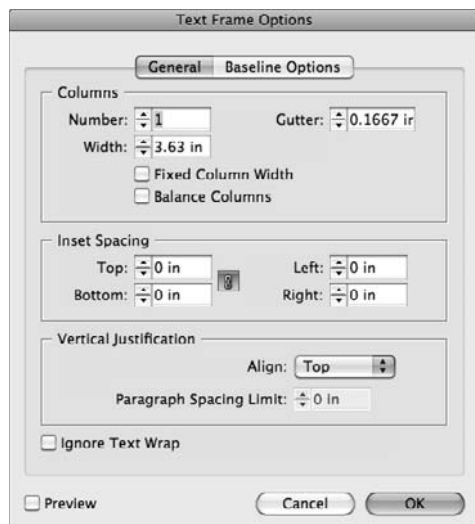 Text Frame Options
General Baseline Options
Columns
Number: 1 Gutter: 0.1667 in
Width: 3.63 in
Fixed Column Width
Balance Columns
Inset Spacing
Top: 0 in Left: 0 in
Bottom: 0 in Right: 0 in
Vertical Justification
Align: Top
Paragraph Spacing Limit: 0 in
Ignore Text Wrap
Preview Cancel OK